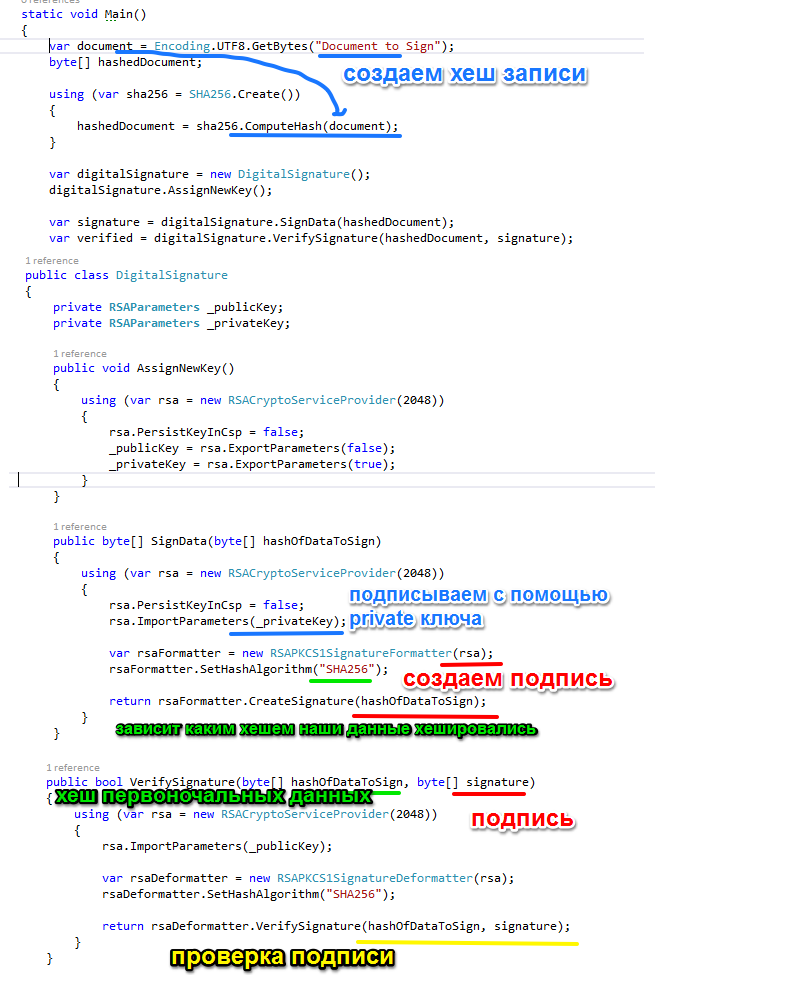 0 references
static void Main()
{
var document = Encoding.UTF8.GetBytes("Document to Sign");
byte[] hashedDocument;
создаем хеш записи
using (var sha256 = SHA256.Create())
{
hashedDocument = sha256.ComputeHash(document);
}
var digitalSignature = new DigitalSignature();
digitalSignature.AssignNewKey();
var signature = digitalSignature.SignData(hashedDocument);
var verified = digitalSignature.VerifySignature(hashedDocument, signature);
1 reference
public class DigitalSignature
{
private RSAParameters _publicKey;
private RSAParameters _privateKey;
1 reference
public void AssignNewKey()
{
using (var rsa = new RSACryptoServiceProvider(2048))
{
rsa.PersistKeyInCsp = false;
_publicKey = rsa.ExportParameters(false);
_privateKey = rsa.ExportParameters(true);
}
}
1 reference
public byte[] SignData(byte[] hashOfDataToSign)
{
using (var rsa = new RSACryptoServiceProvider(2048))
{
rsa.PersistKeyInCsp = false;
подписываем с помощью
rsa.ImportParameters(_privateKey);
private ключа
var rsaFormatter = new RSAPKCS1SignatureFormatter(rsa);
rsaFormatter.SetHashAlgorithm("SHA256");
создаем подпись
return rsaFormatter.CreateSignature(hashOfDataToSign);
}
зависит каким хешем наши данные хешировались
}
1 reference
public bool VerifySignature(byte[] hashOfDataToSign, byte[] signature)
{
хеш первоночальных данных
using (var rsa = new RSACryptoServiceProvider(2048))
подпись
{
rsa.ImportParameters(_publicKey);
var rsaDeformatter = new RSAPKCS1SignatureDeformatter(rsa);
rsaDeformatter.SetHashAlgorithm("SHA256");
return rsaDeformatter.VerifySignature(hashOfDataToSign, signature);
}
проверка подписи
}